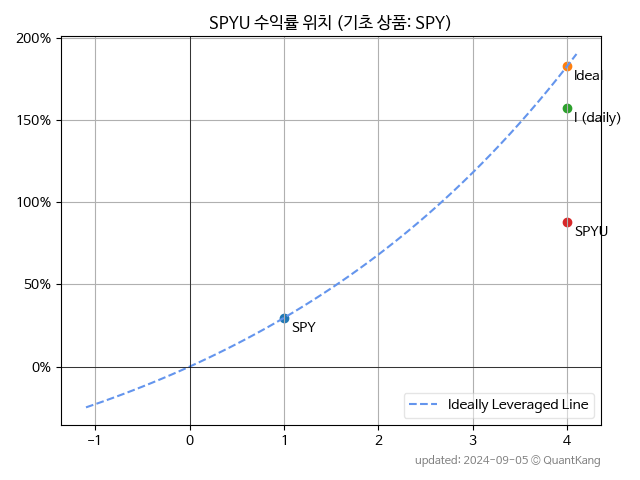 SPYU 수익률 위치 (기초 상품: SPY)
200%
150%
100%
50%
0%
Ideal
I (daily)
SPYU
SPY
Ideally Leveraged Line
−1 0 1 2 3 4
updated: 2024-09-05 © QuantKang